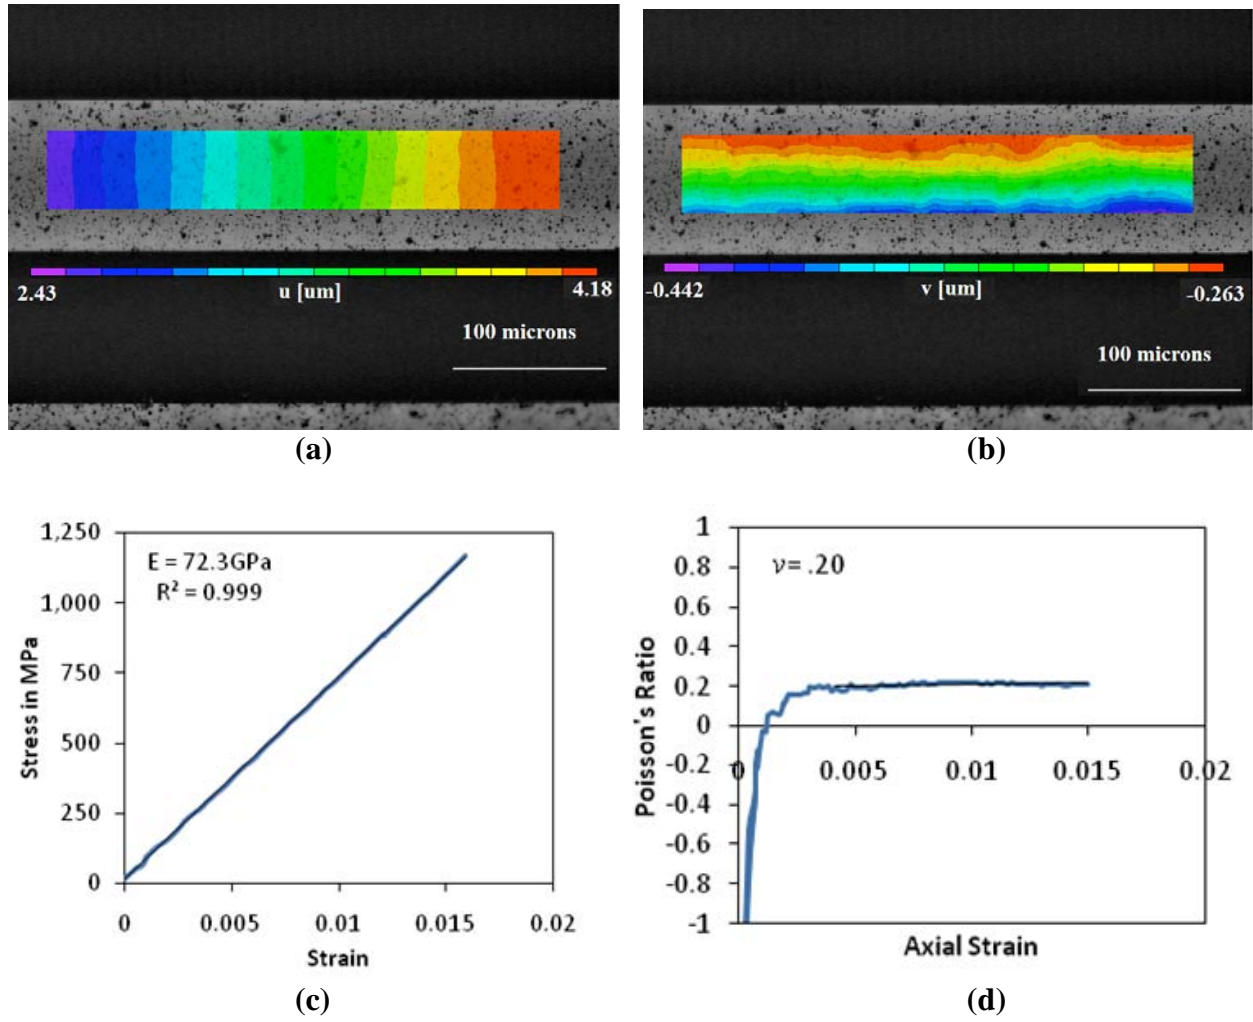 2.43
u [um]
4.18
100 microns
(a)
-0.442
v [um]
-0.263
100 microns
(b)
1,250
1,000
750
500
250
0
Stress in MPa
E = 72.3GPa
R² = 0.999
0 0.005 0.01 0.015 0.02
Strain
(c)
1
0.8
0.6
0.4
0.2
0
-0.2
-0.4
-0.6
-0.8
-1
Poisson's Ratio
ν= .20
0 0.005 0.01 0.015 0.02
Axial Strain
(d)